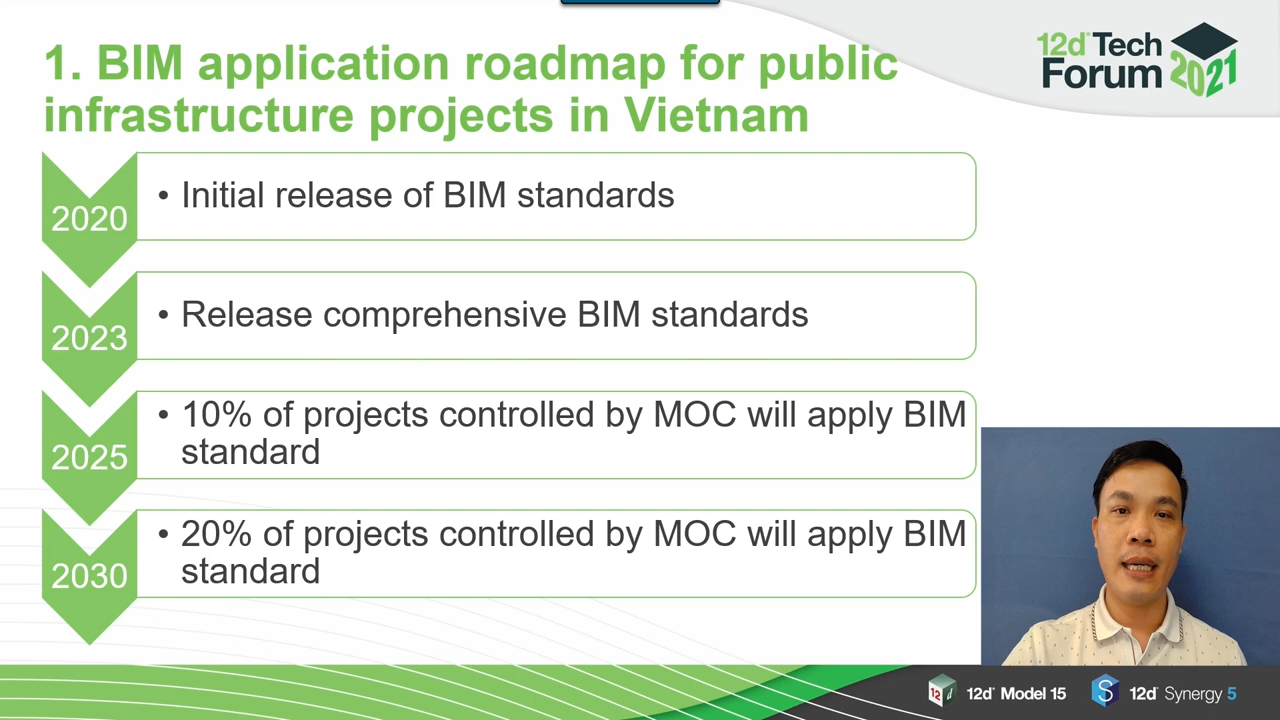 1. BIM application roadmap for public
infrastructure projects in Vietnam
12d Tech
Forum 2021
2020
• Initial release of BIM standards
2023
• Release comprehensive BIM standards
2025
• 10% of projects controlled by MOC will apply BIM
standard
2030
• 20% of projects controlled by MOC will apply BIM
standard
12d
12d Model 15
S
12d Synergy 5